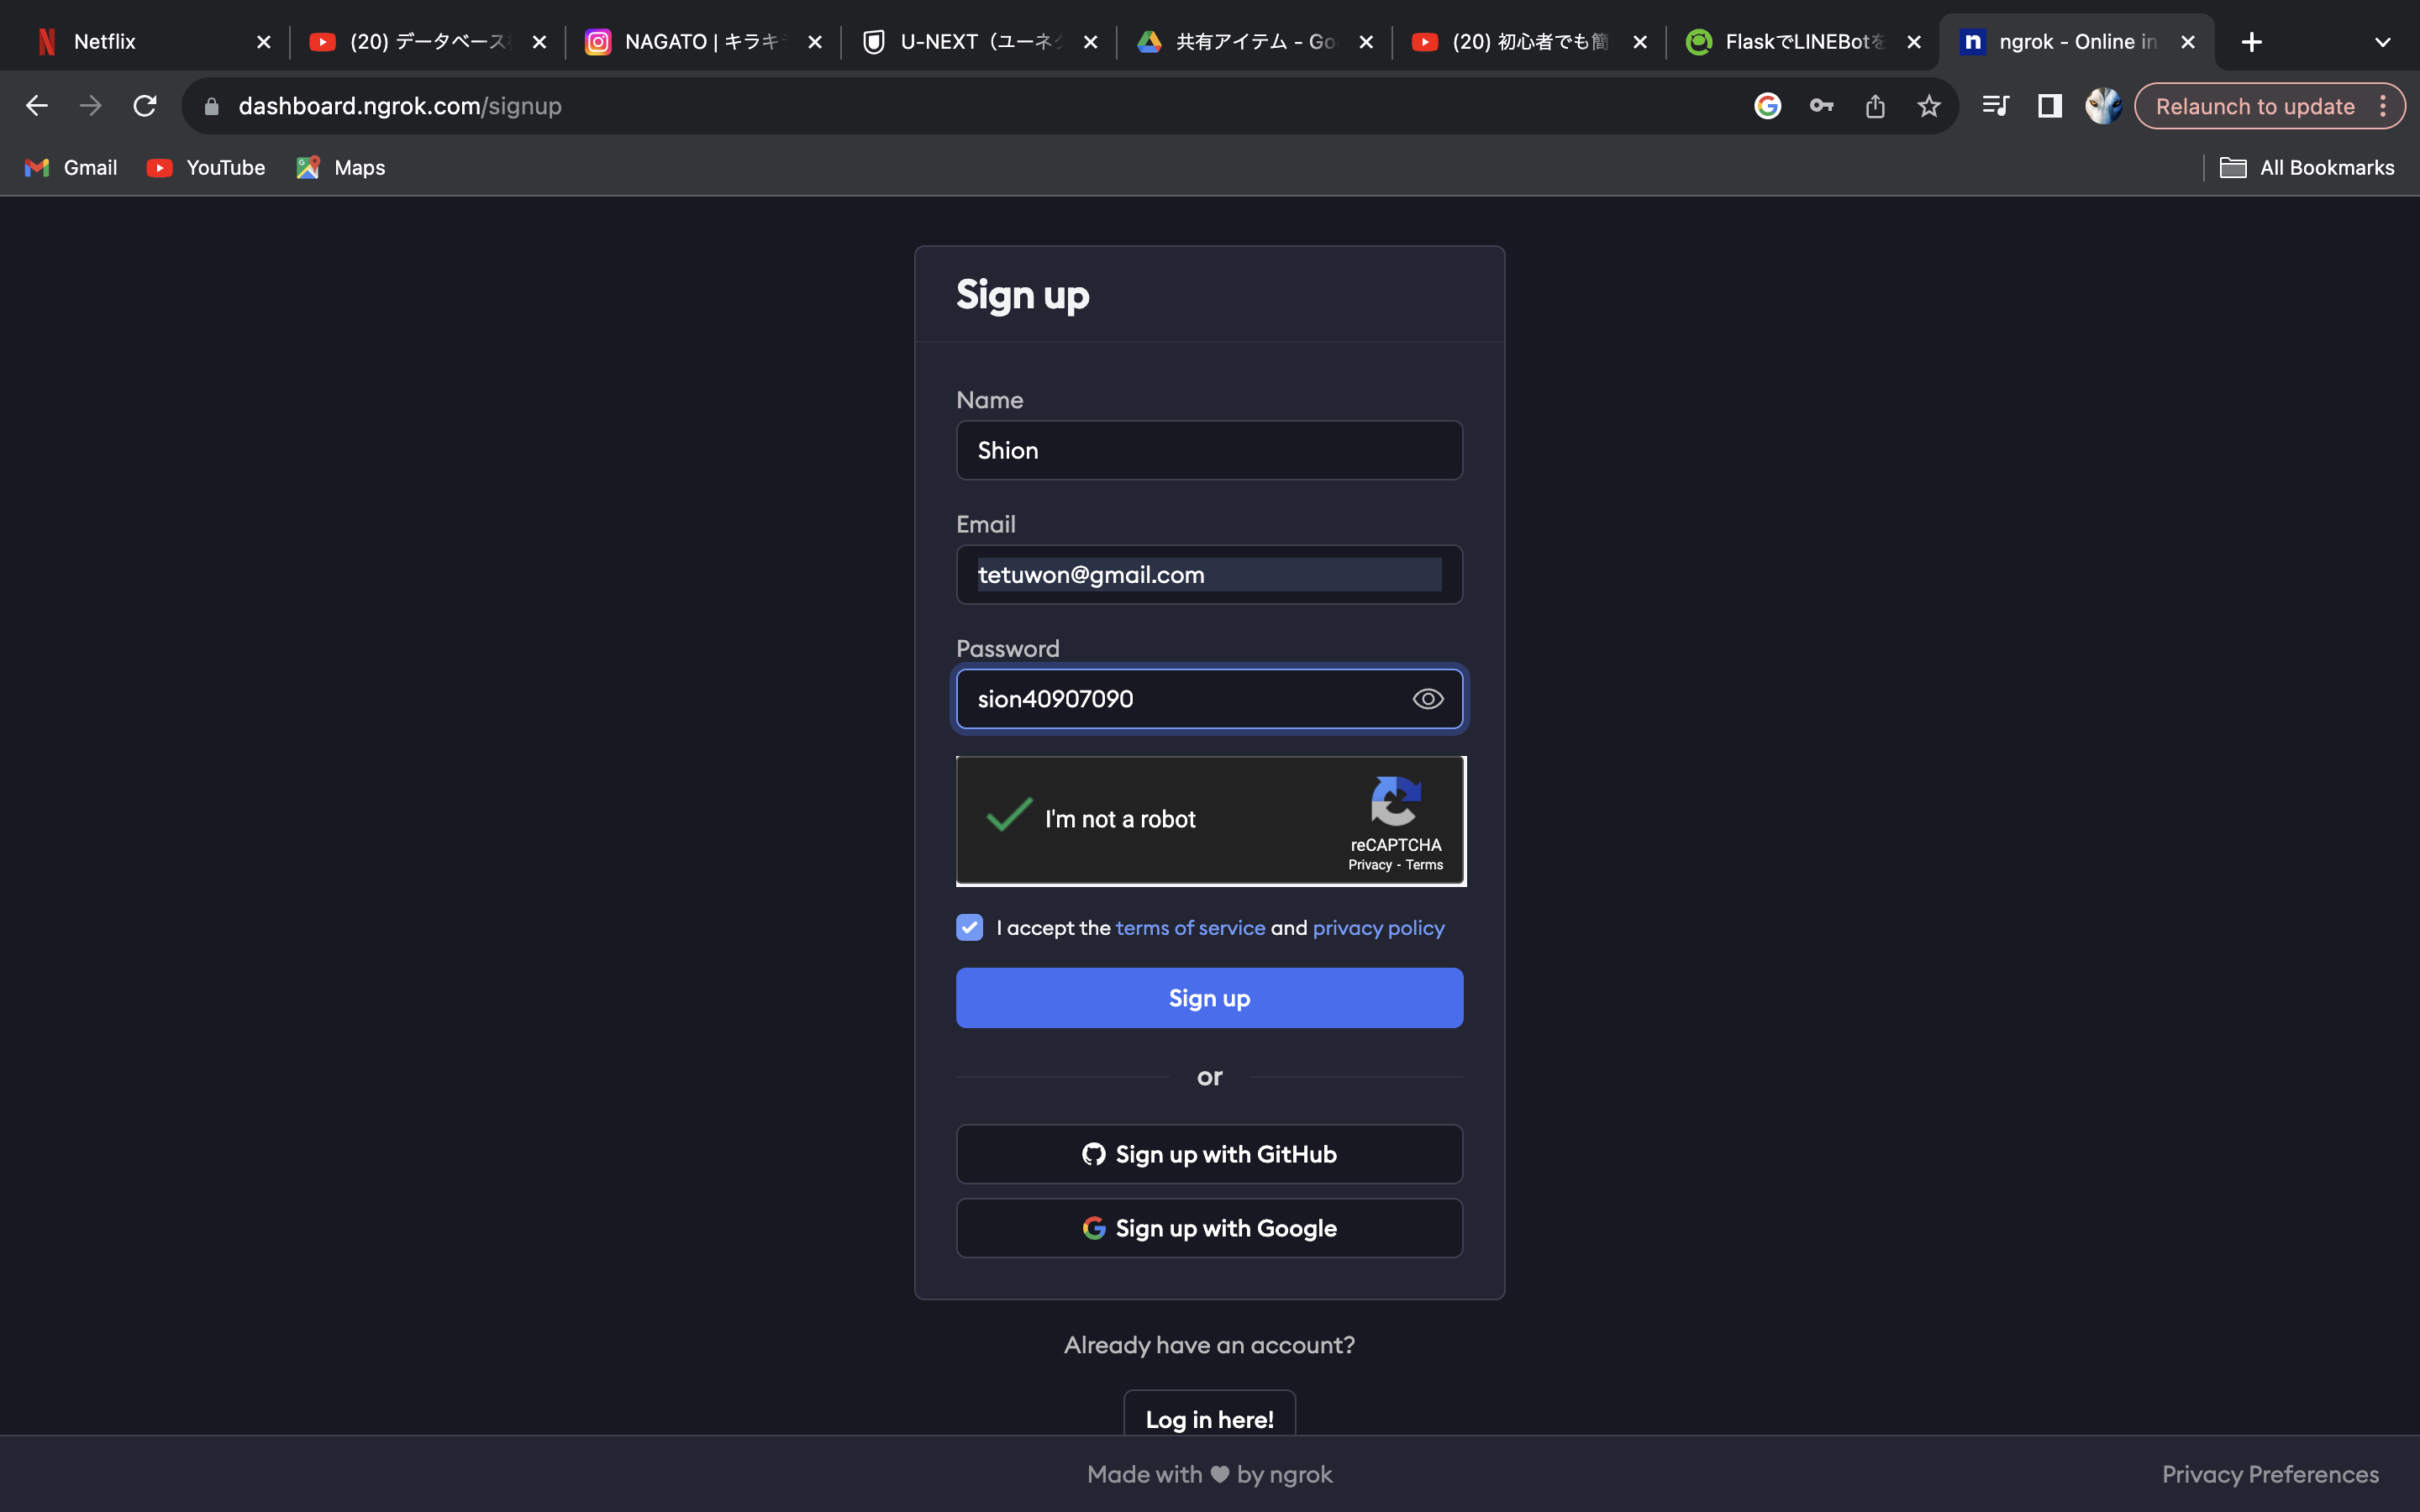 Netflix
(20) データベース
NAGATO | キラキ
U-NEXT（ユーネク
共有アイテム - Go
(20) 初心者でも簡
FlaskでLINEBotを
ngrok - Online in
dashboard.ngrok.com/signup
Relaunch to update
Gmail
YouTube
Maps
All Bookmarks
Sign up
Name
Shion
Email
tetuwon@gmail.com
Password
sion40907090
I'm not a robot
reCAPTCHA
Privacy - Terms
I accept the terms of service and privacy policy
Sign up
or
Sign up with GitHub
Sign up with Google
Already have an account?
Log in here!
Made with by ngrok
Privacy Preferences